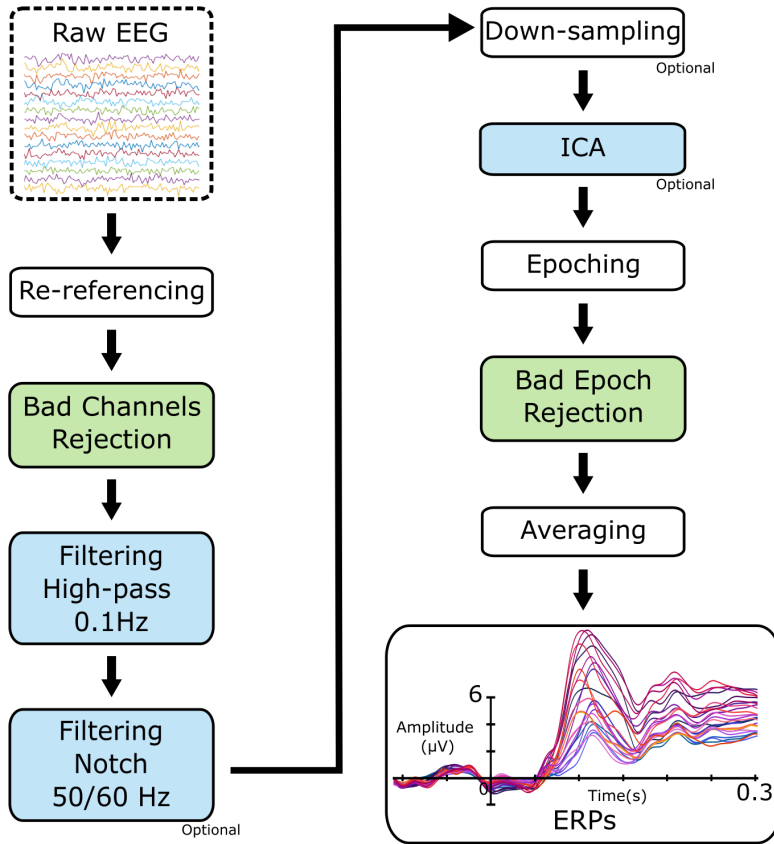 Raw EEG
Re-referencing
Bad Channels
Rejection
Filtering
High-pass
0.1Hz
Filtering
Notch
50/60 Hz
Optional
Down-sampling
Optional
ICA
Optional
Epoching
Bad Epoch
Rejection
Averaging
6
Amplitude
(μV)
0
Time(s)
0.3
ERPs